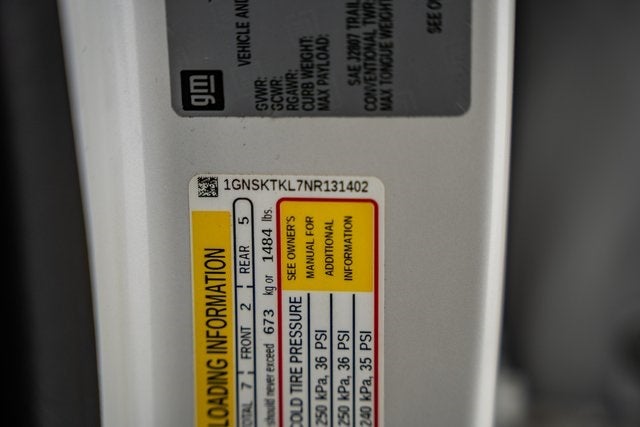 gm
VEHICLE AND
GVWR:
GCWR:
RGAWR:
CURB WEIGHT:
MAX PAYLOAD:
SAE J2807 TRAIL
CONVENTIONAL TWR
MAX TONGUE WEIGHT
SEE O
1GNSKTKL7NR131402
LOADING INFORMATION
TOTAL 7 FRONT 2 REAR 5
should never exceed 673 kg or 1484 lbs.
COLD TIRE PRESSURE
250 kPa, 36 PSI
250 kPa, 36 PSI
240 kPa, 35 PSI
SEE OWNER'S
MANUAL FOR
ADDITIONAL
INFORMATION